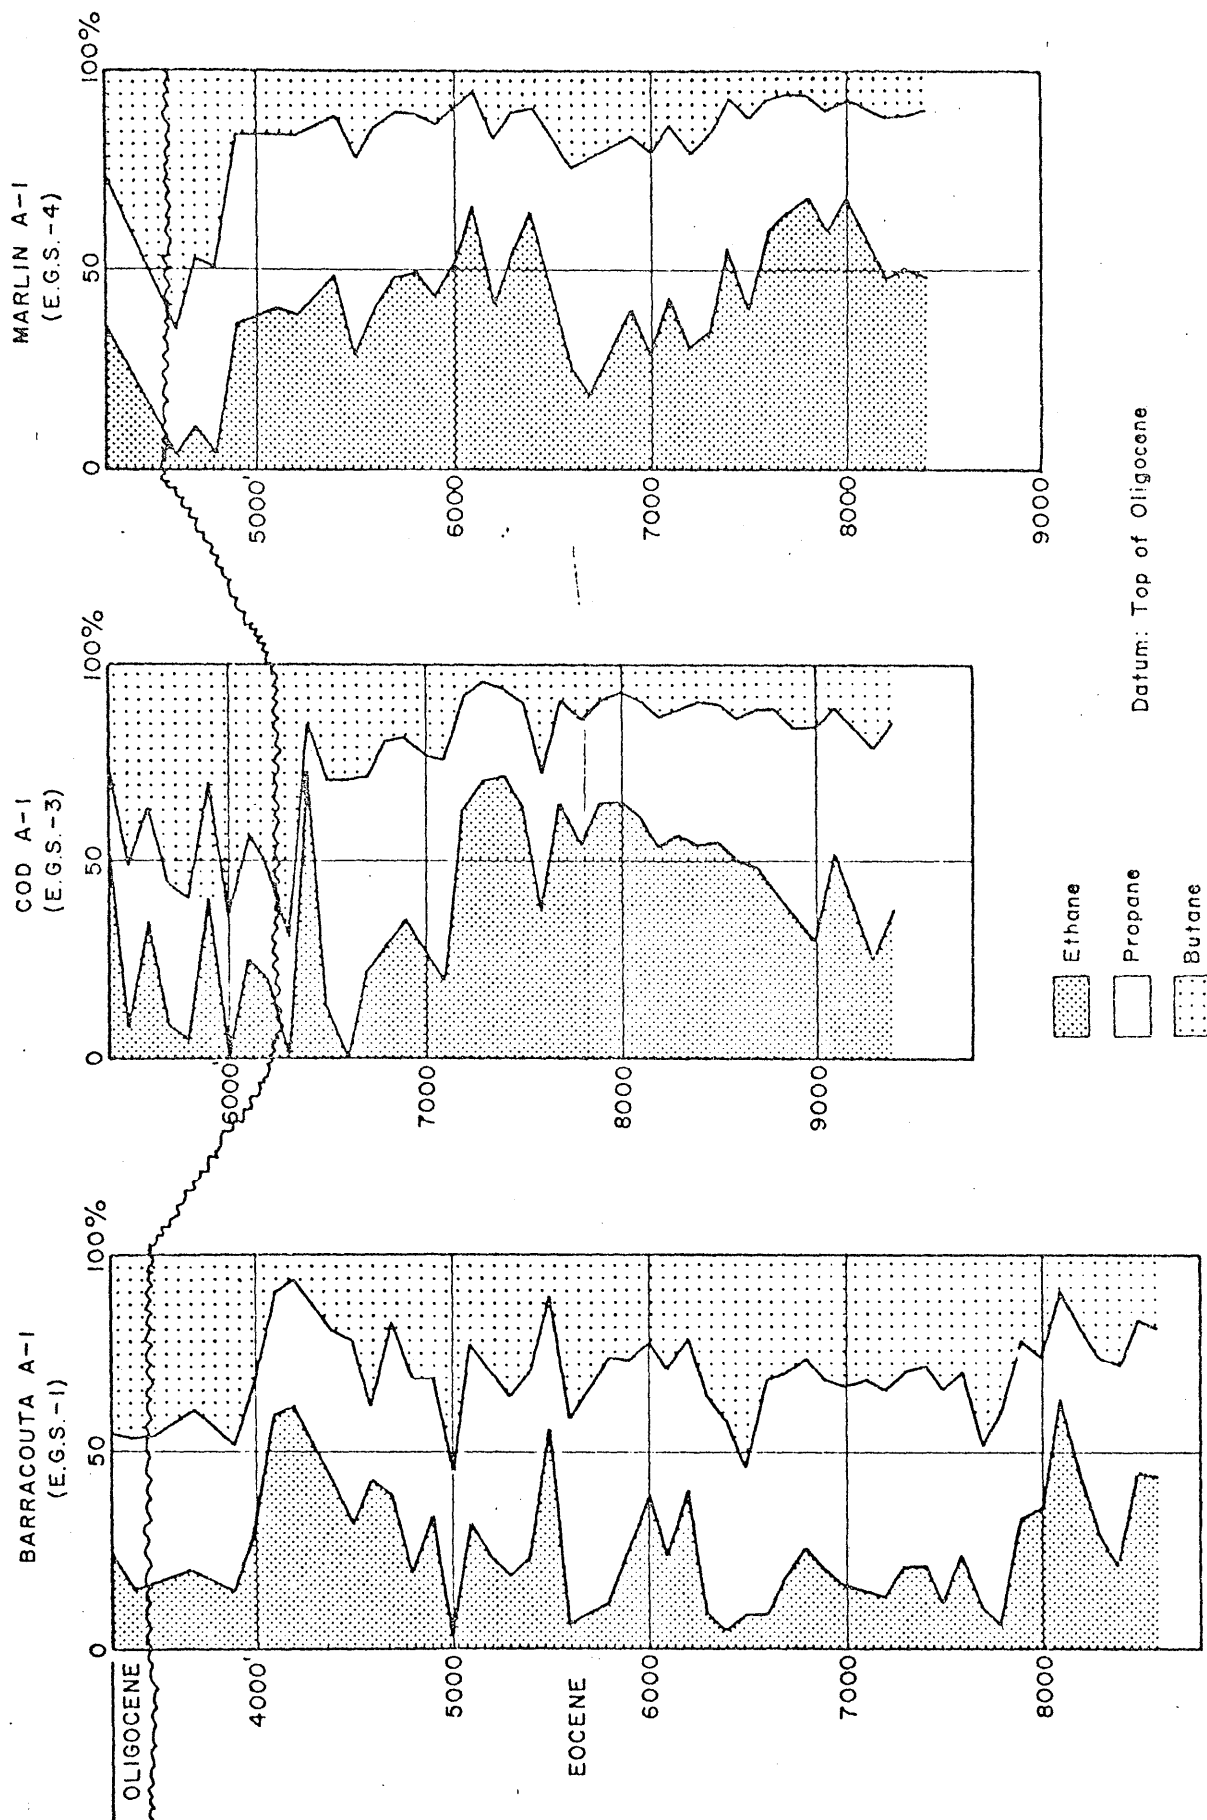 BARRACOUTA A-1
(E.G.S.-1)
0
50
100%
OLIGOCENE
4000'
5000
EOCENE
6000
7000
8000
COD A-1
(E.G.S.-3)
0
50
100%
6000'
7000
8000
9000
MARLIN A-1
(E.G.S.-4)
0
50
100%
5000'
6000
7000
8000
9000
Ethane
Propane
Butane
Datum: Top of Oligocene